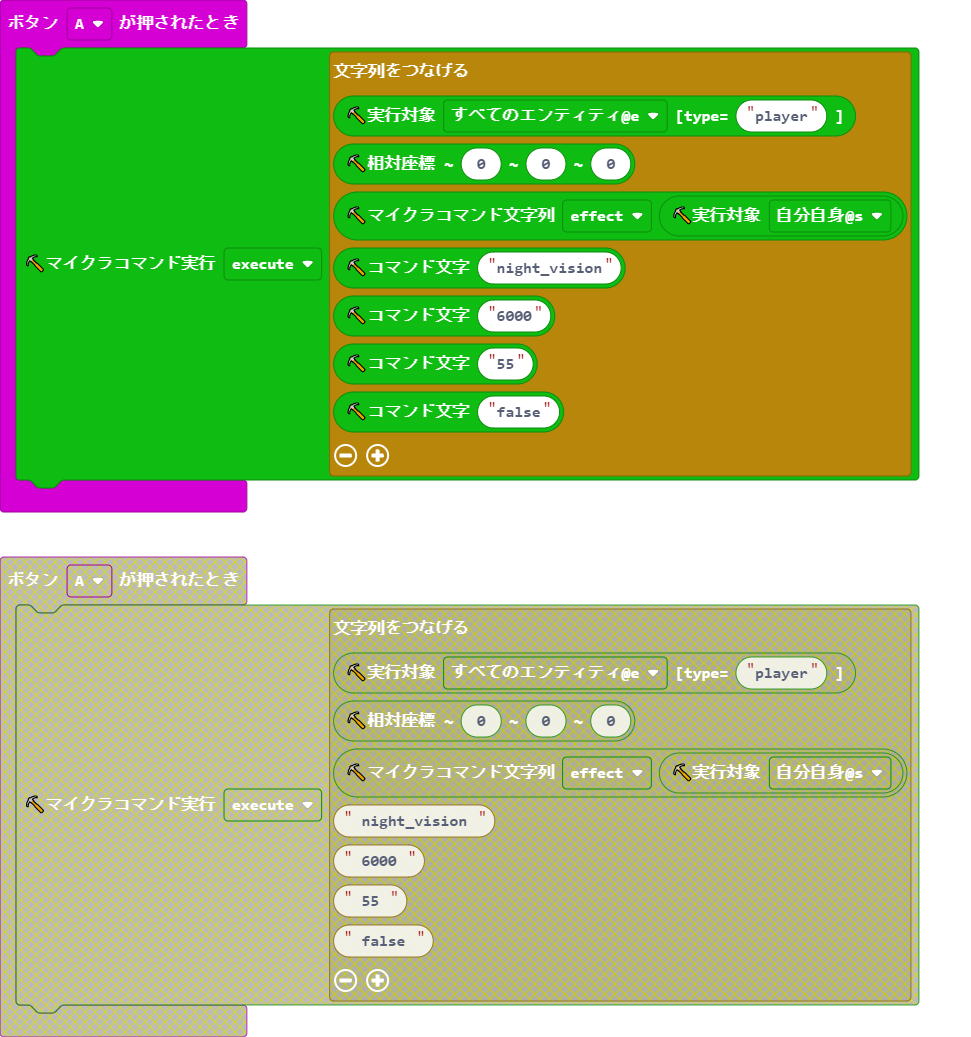 ボタン A が押されたとき
文字列をつなげる
実行対象 すべてのエンティティ@e [type= "player" ]
相対座標 ~ 0 ~ 0 ~ 0
マイクラコマンド文字列 effect 実行対象 自分自身@s
マイクラコマンド実行 execute
コマンド文字 "night_vision"
コマンド文字 "6000"
コマンド文字 "55"
コマンド文字 "false"
ボタン A が押されたとき
文字列をつなげる
実行対象 すべてのエンティティ@e [type= "player" ]
相対座標 ~ 0 ~ 0 ~ 0
マイクラコマンド文字列 effect 実行対象 自分自身@s
マイクラコマンド実行 execute
" night_vision "
" 6000 "
" 55 "
" false "